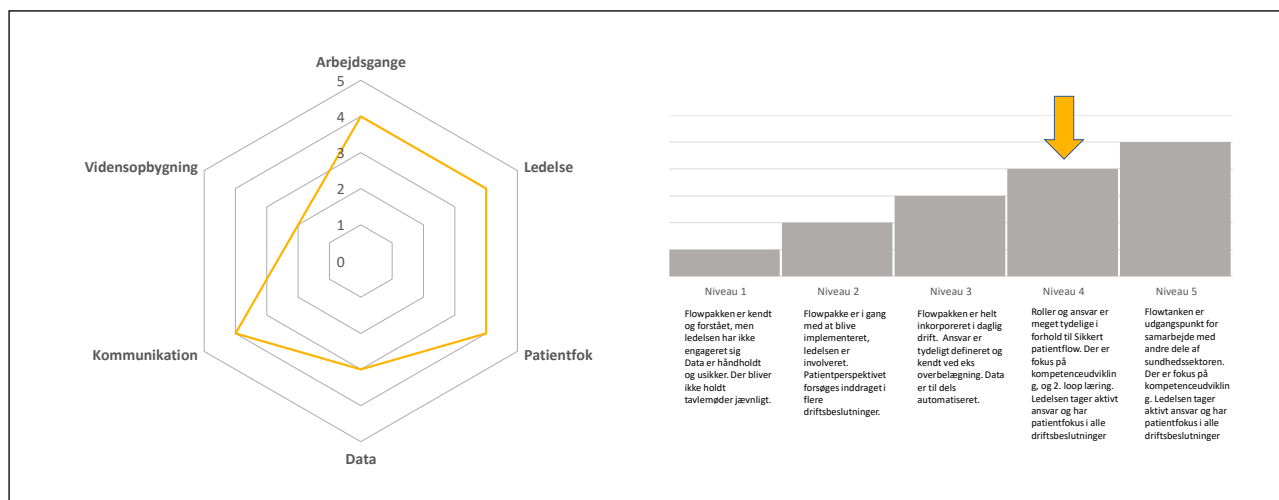 Arbejdsgange
5
4
3
2
1
0
Vidensopbygning
Ledelse
Kommunikation
Patientfok
Data
Niveau 1
Flowpakken er kendt
og forstået, men
ledelsen har ikke
engageret sig
Data er håndholdt
og usikker. Der bliver
ikke holdt
tavlemøder jævnligt.
Niveau 2
Flowpakke er i gang
med at blive
implementeret,
ledelsen er
involveret.
Patientperspektivet
forsøges inddraget i
flere
driftsbeslutninger.
Niveau 3
Flowpakken er helt
inkorporeret i daglig
drift. Ansvar er
tydeligt defineret og
kendt ved eks
overbelægning. Data
er til dels
automatiseret.
Niveau 4
Roller og ansvar er
meget tydelige i
forhold til Sikkert
patientflow. Der er
fokus på
kompetenceudviklin
g, og 2. loop læring.
Ledelsen tager aktivt
ansvar og har
patientfokus i alle
driftsbeslutninger
Niveau 5
Flowtanken er
udgangspunkt for
samarbejde med
andre dele af
sundhedssektoren.
Der er fokus på
kompetenceudviklin
g. Ledelsen tager
aktivt ansvar og har
patientfokus i alle
driftsbeslutninger